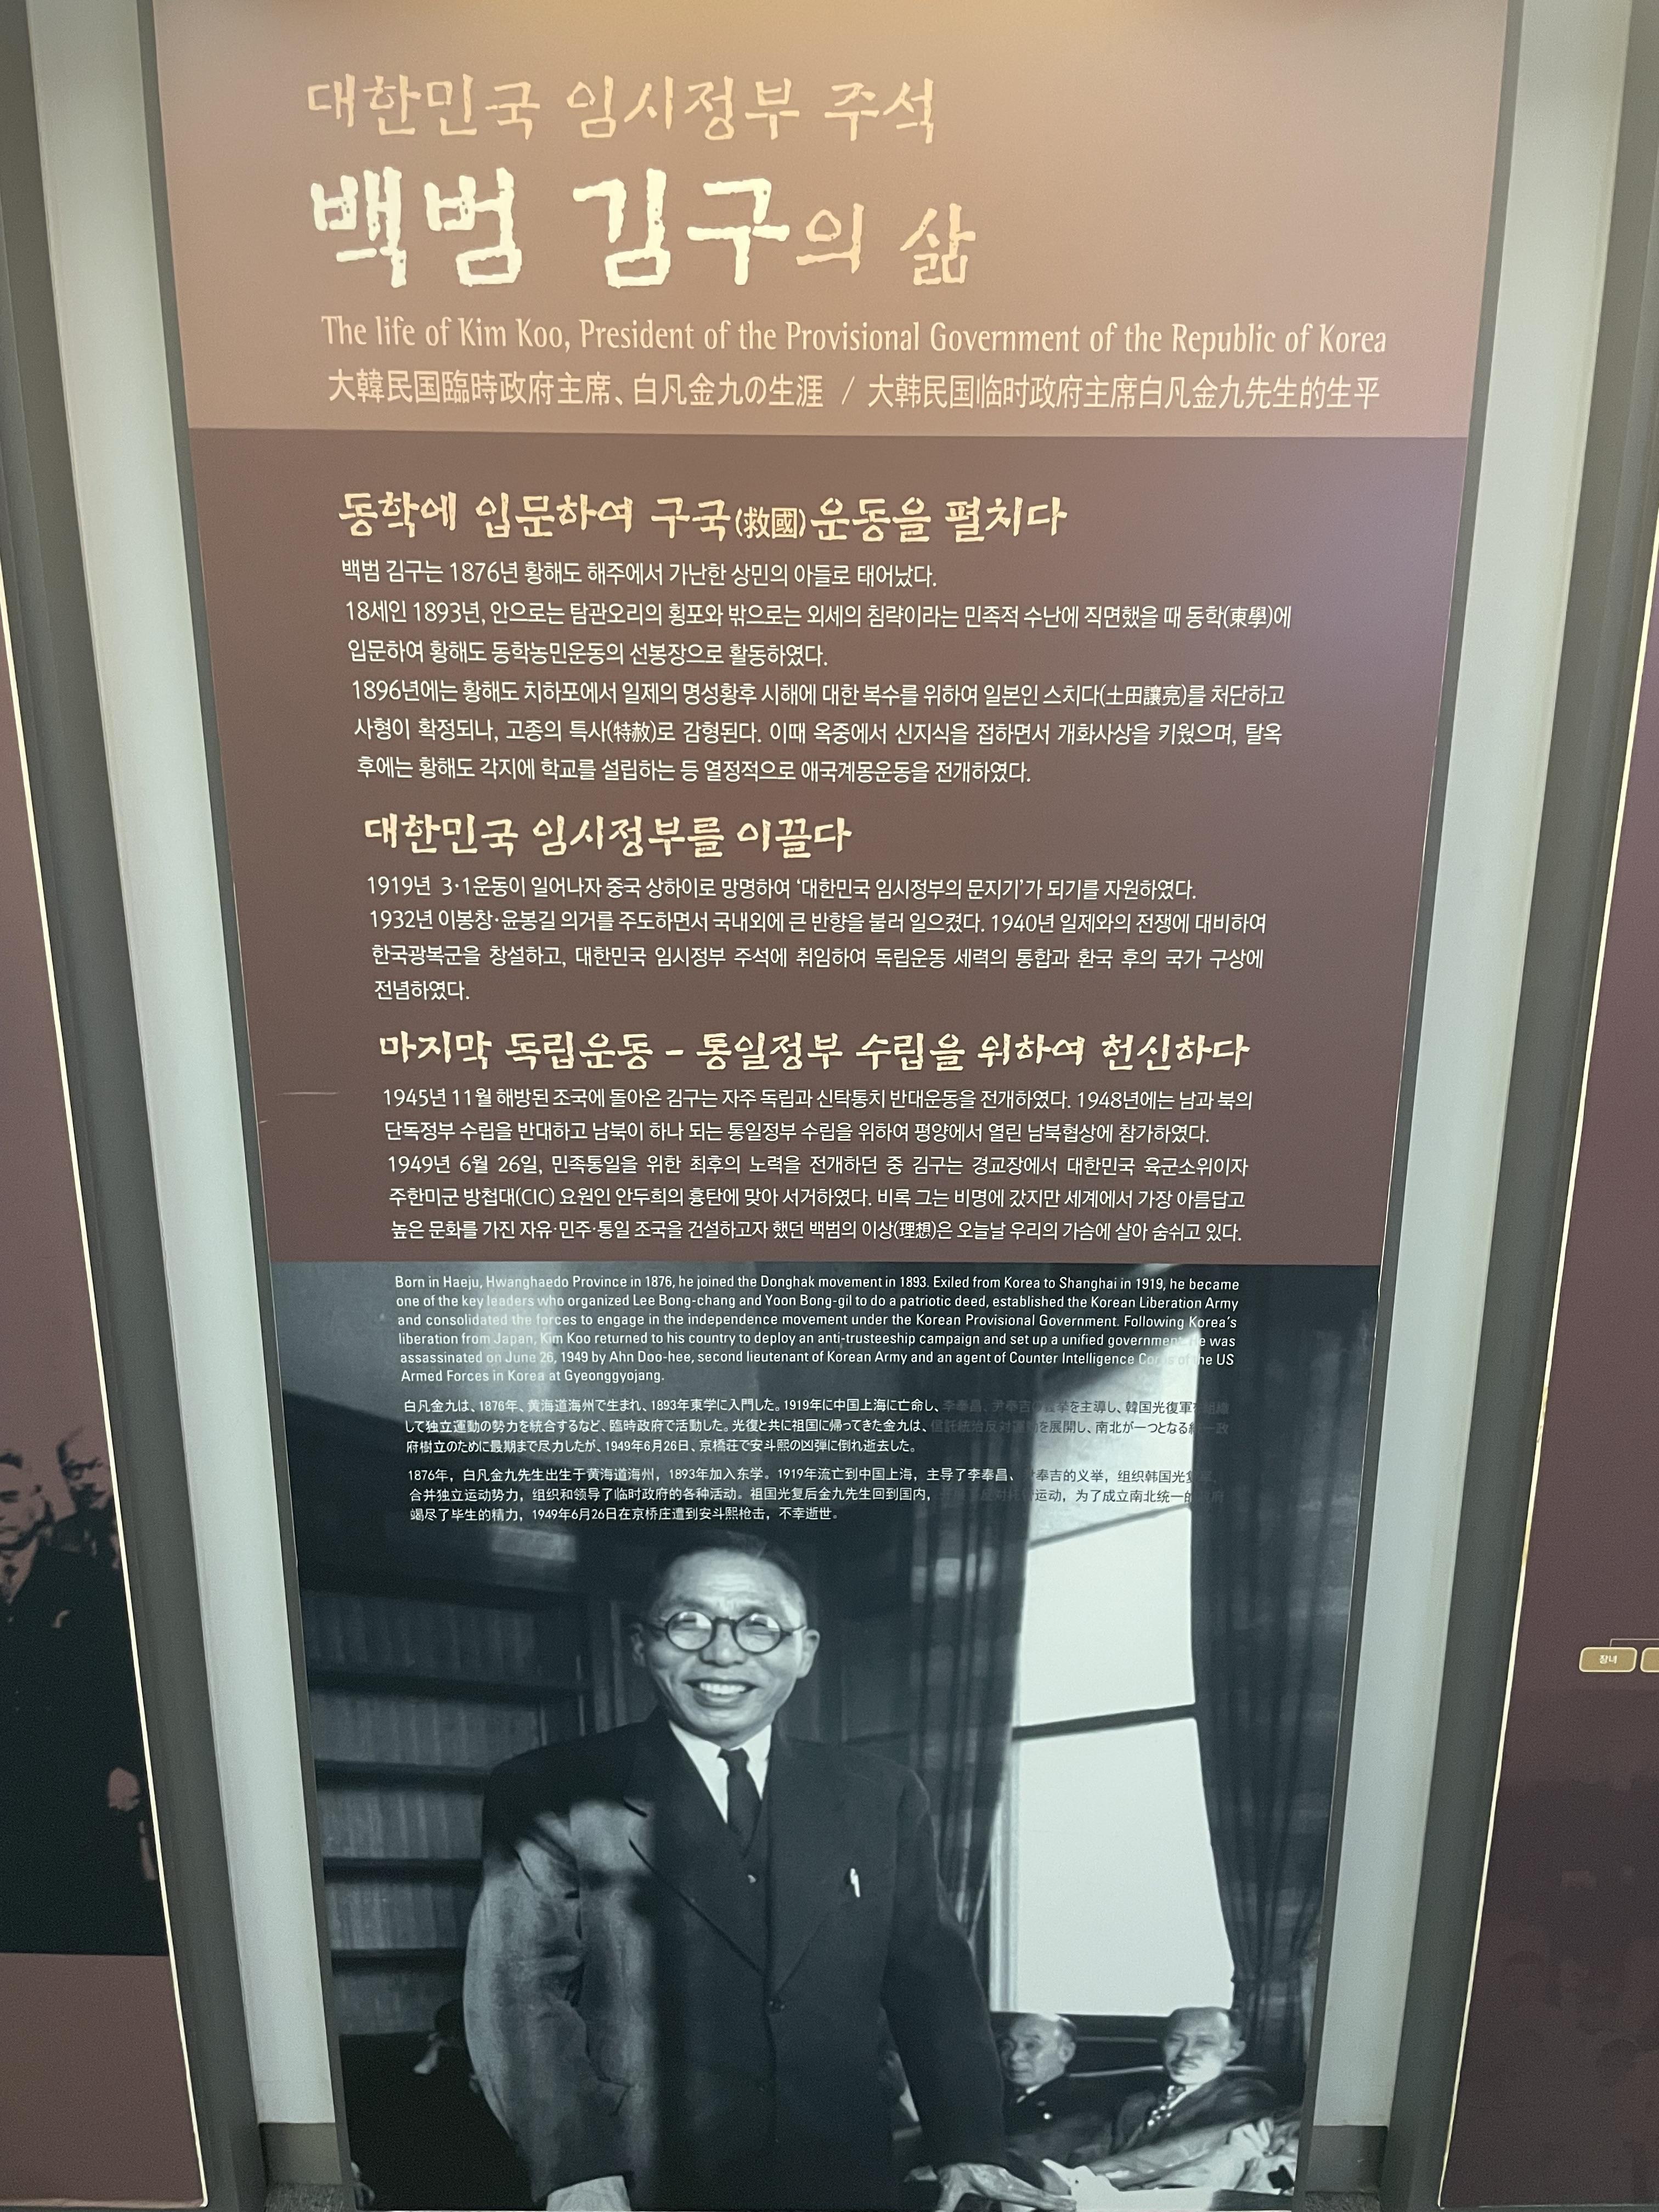 대한민국 임시정부 주석
백범 김구의 삶
The life of Kim Koo, President of the Provisional Government of the Republic of Korea
大韓民国臨時政府主席、白凡金九の生涯 / 大韩民国临时政府主席白凡金九先生的生平
동학에 입문하여 구국(救國)운동을 펼치다
백범 김구는 1876년 황해도 해주에서 가난한 상민의 아들로 태어났다.
18세인 1893년, 안으로는 탐관오리의 횡포와 밖으로는 외세의 침략이라는 민족적 수난에 직면했을 때 동학(東學)에
입문하여 황해도 동학농민운동의 선봉장으로 활동하였다.
1896년에는 황해도 치하포에서 일제의 명성황후 시해에 대한 복수를 위하여 일본인 스치다(土田讓亮)를 처단하고
사형이 확정되나, 고종의 특사(特赦)로 감형된다. 이때 옥중에서 신지식을 접하면서 개화사상을 키웠으며, 탈옥
후에는 황해도 각지에 학교를 설립하는 등 열정적으로 애국계몽운동을 전개하였다.
대한민국 임시정부를 이끌다
1919년 3·1운동이 일어나자 중국 상하이로 망명하여 ‘대한민국 임시정부의 문지기’가 되기를 자원하였다.
1932년 이봉창·윤봉길 의거를 주도하면서 국내외에 큰 반향을 불러 일으켰다. 1940년 일제와의 전쟁에 대비하여
한국광복군을 창설하고, 대한민국 임시정부 주석에 취임하여 독립운동 세력의 통합과 환국 후의 국가 구상에
전념하였다.
마지막 독립운동 - 통일정부 수립을 위하여 헌신하다
1945년 11월 해방된 조국에 돌아온 김구는 자주 독립과 신탁통치 반대운동을 전개하였다. 1948년에는 남과 북의
단독정부 수립을 반대하고 남북이 하나 되는 통일정부 수립을 위하여 평양에서 열린 남북협상에 참가하였다.
1949년 6월 26일, 민족통일을 위한 최후의 노력을 전개하던 중 김구는 경교장에서 대한민국 육군소위이자
주한미군 방첩대(CIC) 요원인 안두희의 흉탄에 맞아 서거하였다. 비록 그는 비명에 갔지만 세계에서 가장 아름답고
높은 문화를 가진 자유·민주·통일 조국을 건설하고자 했던 백범의 이상(理想)은 오늘날 우리의 가슴에 살아 숨쉬고 있다.
Born in Haeju, Hwanghaedo Province in 1876, he joined the Donghak movement in 1893. Exiled from Korea to Shanghai in 1919, he became
one of the key leaders who organized Lee Bong-chang and Yoon Bong-gil to do a patriotic deed, established the Korean Liberation Army
and consolidated the forces to engage in the independence movement under the Korean Provisional Government. Following Korea's
liberation from Japan, Kim Koo returned to his country to deploy an anti-trusteeship campaign and set up a unified government. He was
assassinated on June 26, 1949 by Ahn Doo-hee, second lieutenant of Korean Army and an agent of Counter Intelligence Corps of the US
Armed Forces in Korea at Gyeonggyojang.
白凡金九は、1876年、黄海道海州で生まれ、1893年東学に入門した。1919年に中国上海に亡命し、李奉昌、尹奉吉の義挙を主導し、韓国光復軍を組織
して独立運動の勢力を統合するなど、臨時政府で活動した。光復と共に祖国に帰ってきた金九は、信託統治反対運動を展開し、南北が一つとなる統一政
府樹立のために最期まで尽力したが、1949年6月26日、京橋荘で安斗熙の凶弾に倒れ逝去した。
1876年，白凡金九先生出生于黄海道海州，1893年加入东学。1919年流亡到中国上海，主导了李奉昌、尹奉吉的义举，组织韩国光复
合并独立运动势力，组织和领导了临时政府的各种活动。祖国光复后金九先生回到国内，反对托管运动，为了成立南北统一的
竭尽了毕生的精力，1949年6月26日在京桥庄遭到安斗熙枪击，不幸逝世。
장녀